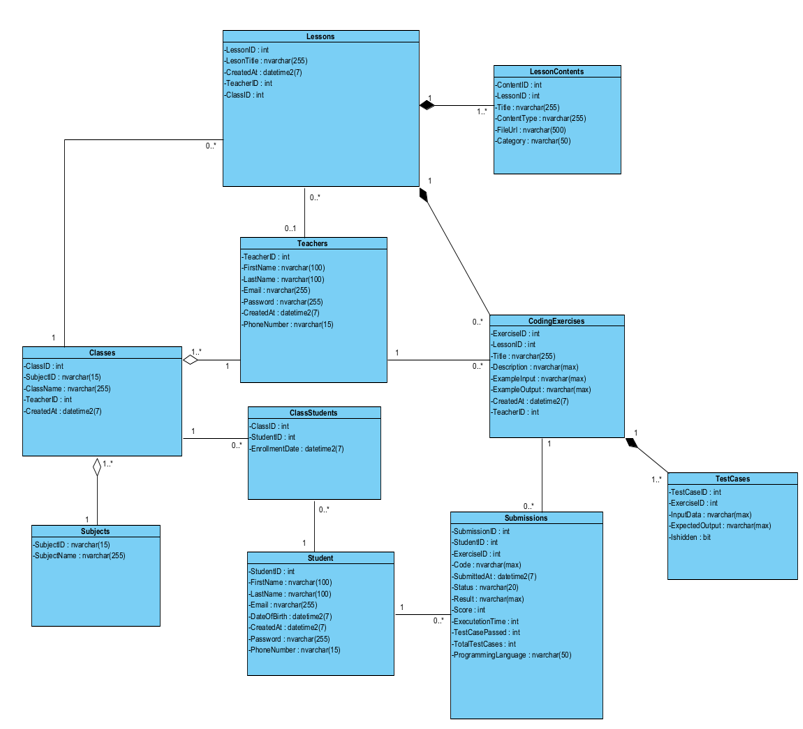 Lessons
-LessonID : int
-LesonTitle : nvarchar(255)
-CreatedAt : datetime2(7)
-TeacherID : int
-ClassID : int
LessonContents
-ContentID : int
-LessonID : int
-Title : nvarchar(255)
-ContentType : nvarchar(255)
-FileUrl : nvarchar(500)
-Category : nvarchar(50)
1
1..*
0..*
1
0..*
0..1
Teachers
-TeacherID : int
-FirstName : nvarchar(100)
-LastName : nvarchar(100)
-Email : nvarchar(255)
-Password : nvarchar(255)
-CreatedAt : datetime2(7)
-PhoneNumber : nvarchar(15)
0..*
CodingExercises
-ExerciseID : int
-LessonID : int
-Title : nvarchar(255)
-Description : nvarchar(max)
-ExampleInput : nvarchar(max)
-ExampleOutput : nvarchar(max)
-CreatedAt : datetime2(7)
-TeacherID : int
1
Classes
-ClassID : int
-SubjectID : nvarchar(15)
-ClassName : nvarchar(255)
-TeacherID : int
-CreatedAt : datetime2(7)
1..*
1
1
0..*
ClassStudents
-ClassID : int
-StudentID : int
-EnrollmentDate : datetime2(7)
1
0..*
1
1..*
TestCases
-TestCaseID : int
-ExerciseID : int
-InputData : nvarchar(max)
-ExpectedOutput : nvarchar(max)
-Ishidden : bit
1..*
1
Subjects
-SubjectID : nvarchar(15)
-SubjectName : nvarchar(255)
0..*
1
Student
-StudentID : int
-FirstName : nvarchar(100)
-LastName : nvarchar(100)
-Email : nvarchar(255)
-DateOfBirth : datetime2(7)
-CreatedAt : datetime2(7)
-Password : nvarchar(255)
-PhoneNumber : nvarchar(15)
1
0..*
1
0..*
Submissions
-SubmissionID : int
-StudentID : int
-ExerciseID : int
-Code : nvarchar(max)
-SubmittedAt : datetime2(7)
-Status : nvarchar(20)
-Result : nvarchar(max)
-Score : int
-ExecutetionTime : int
-TestCasePassed : int
-TotalTestCases : int
-ProgrammingLanguage : nvarchar(50)